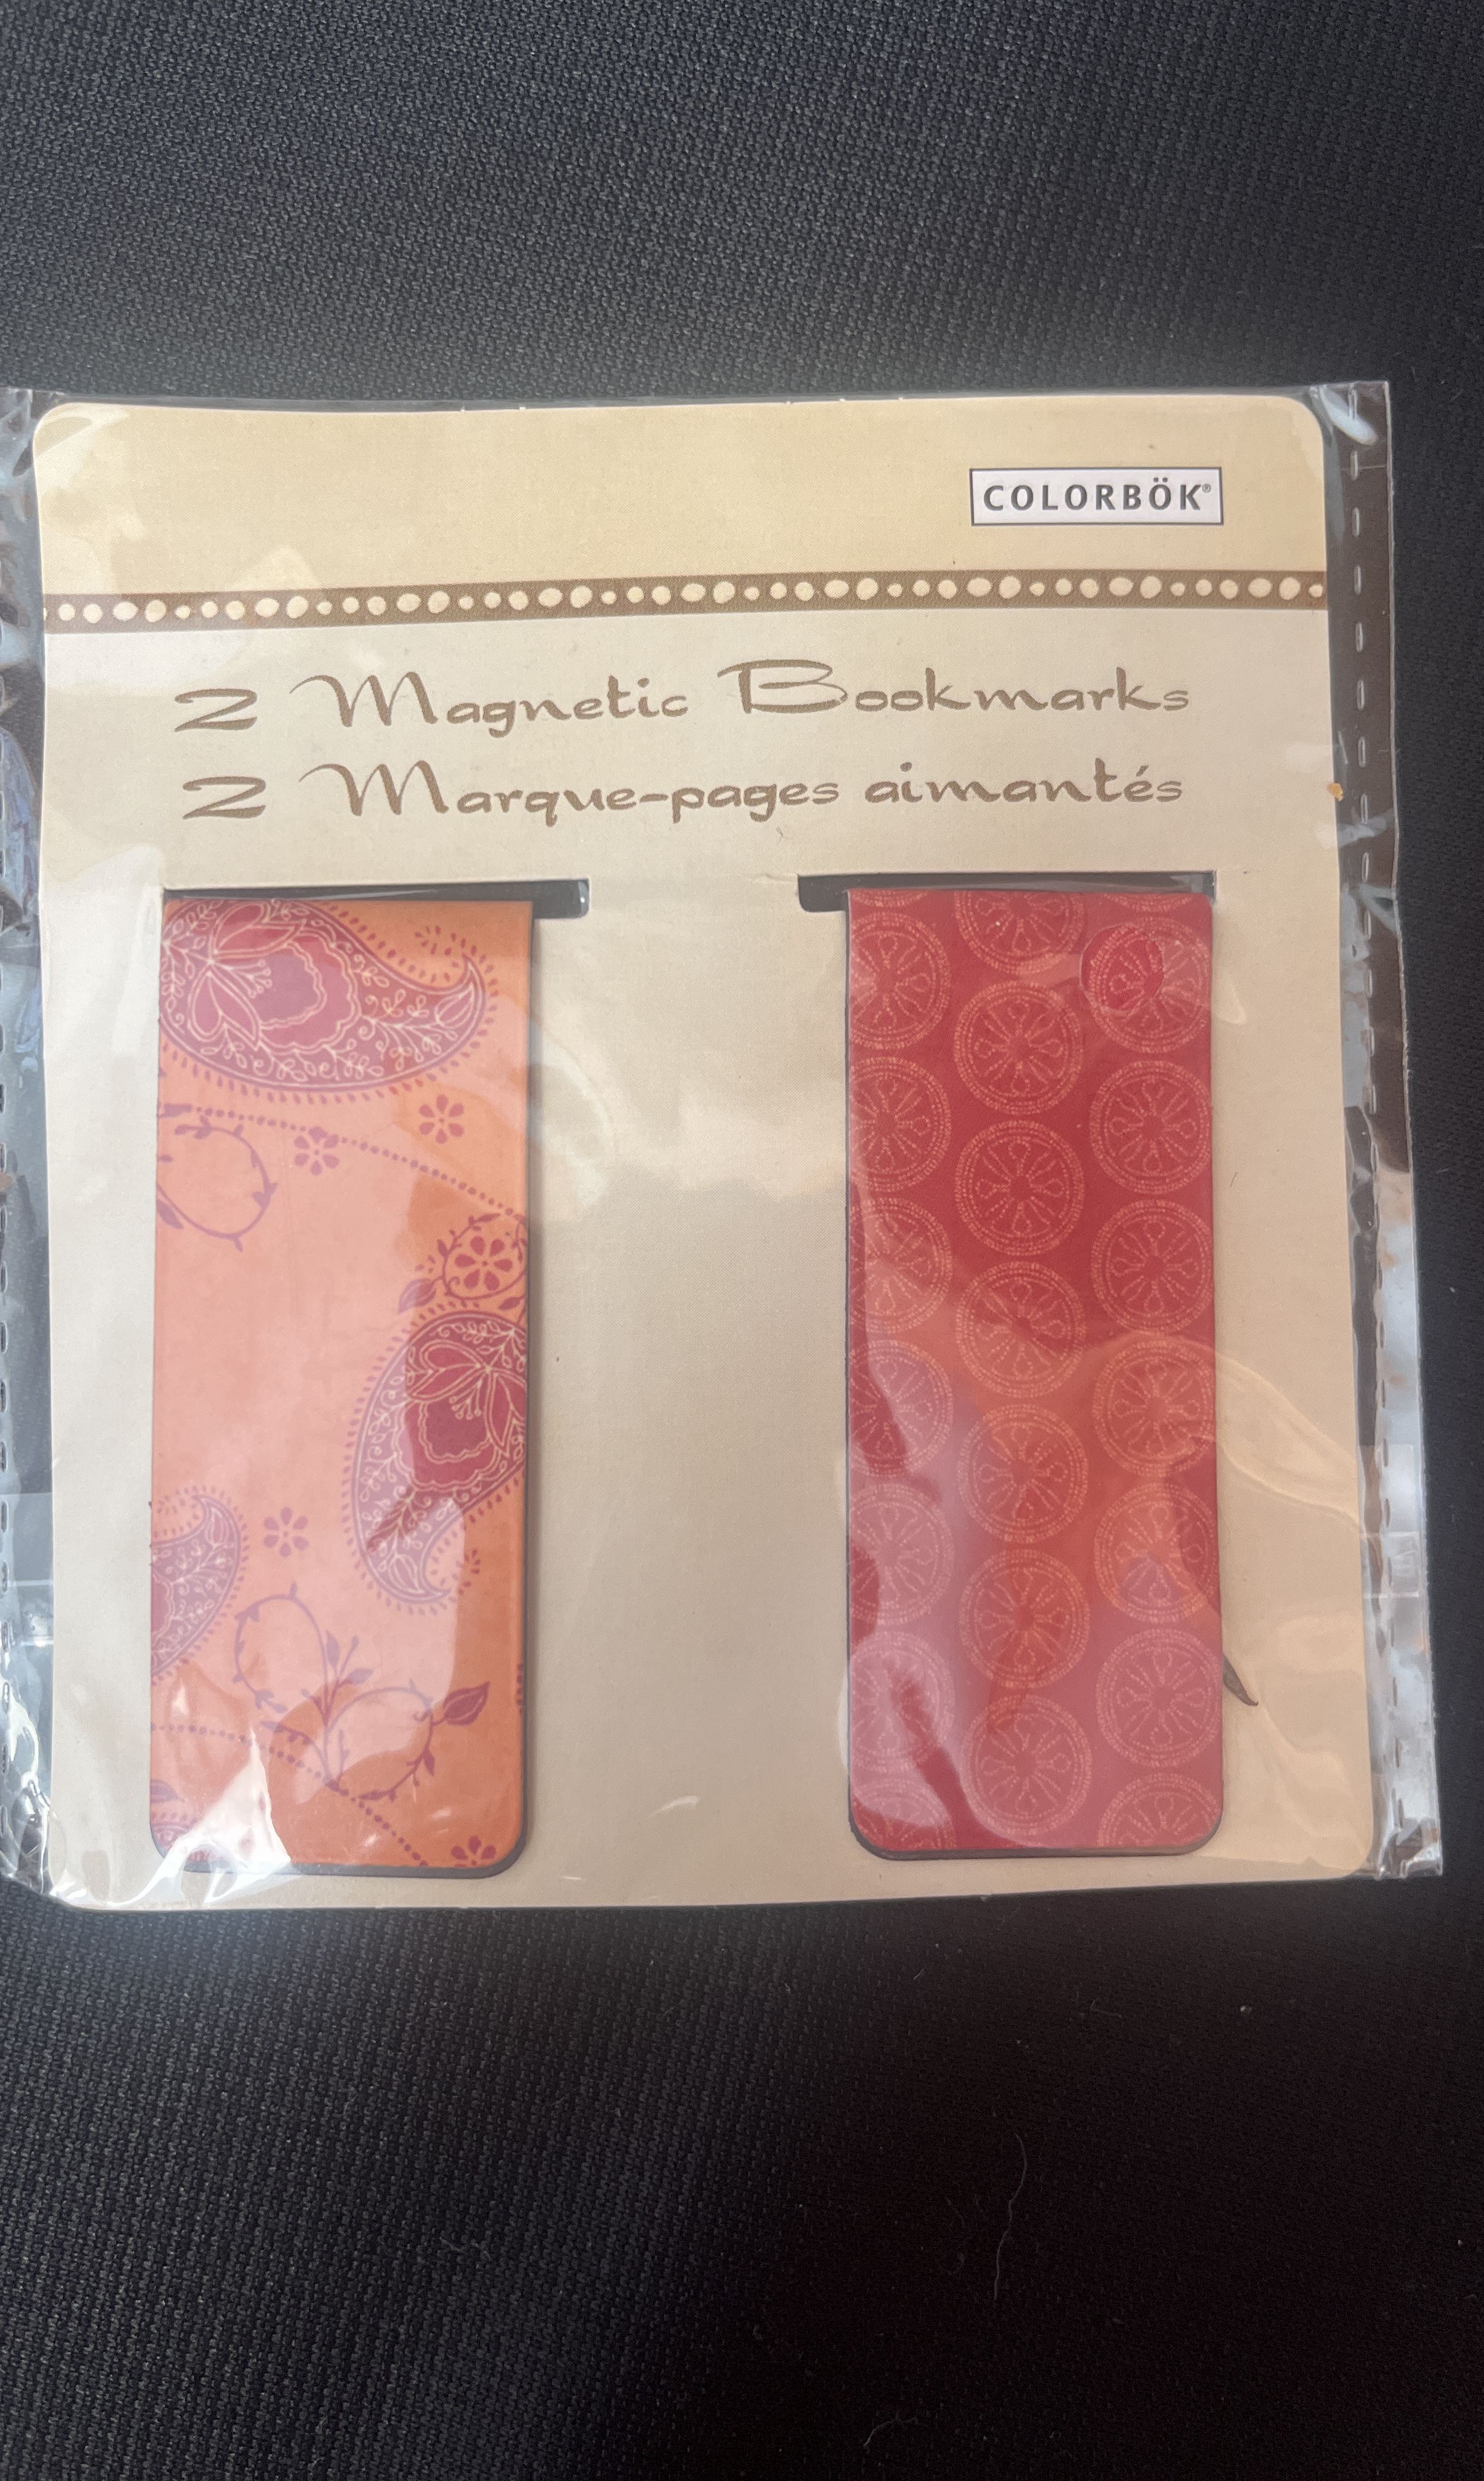 COLORBÖK®
2 Magnetic Bookmarks
2 Marque-pages aimantés